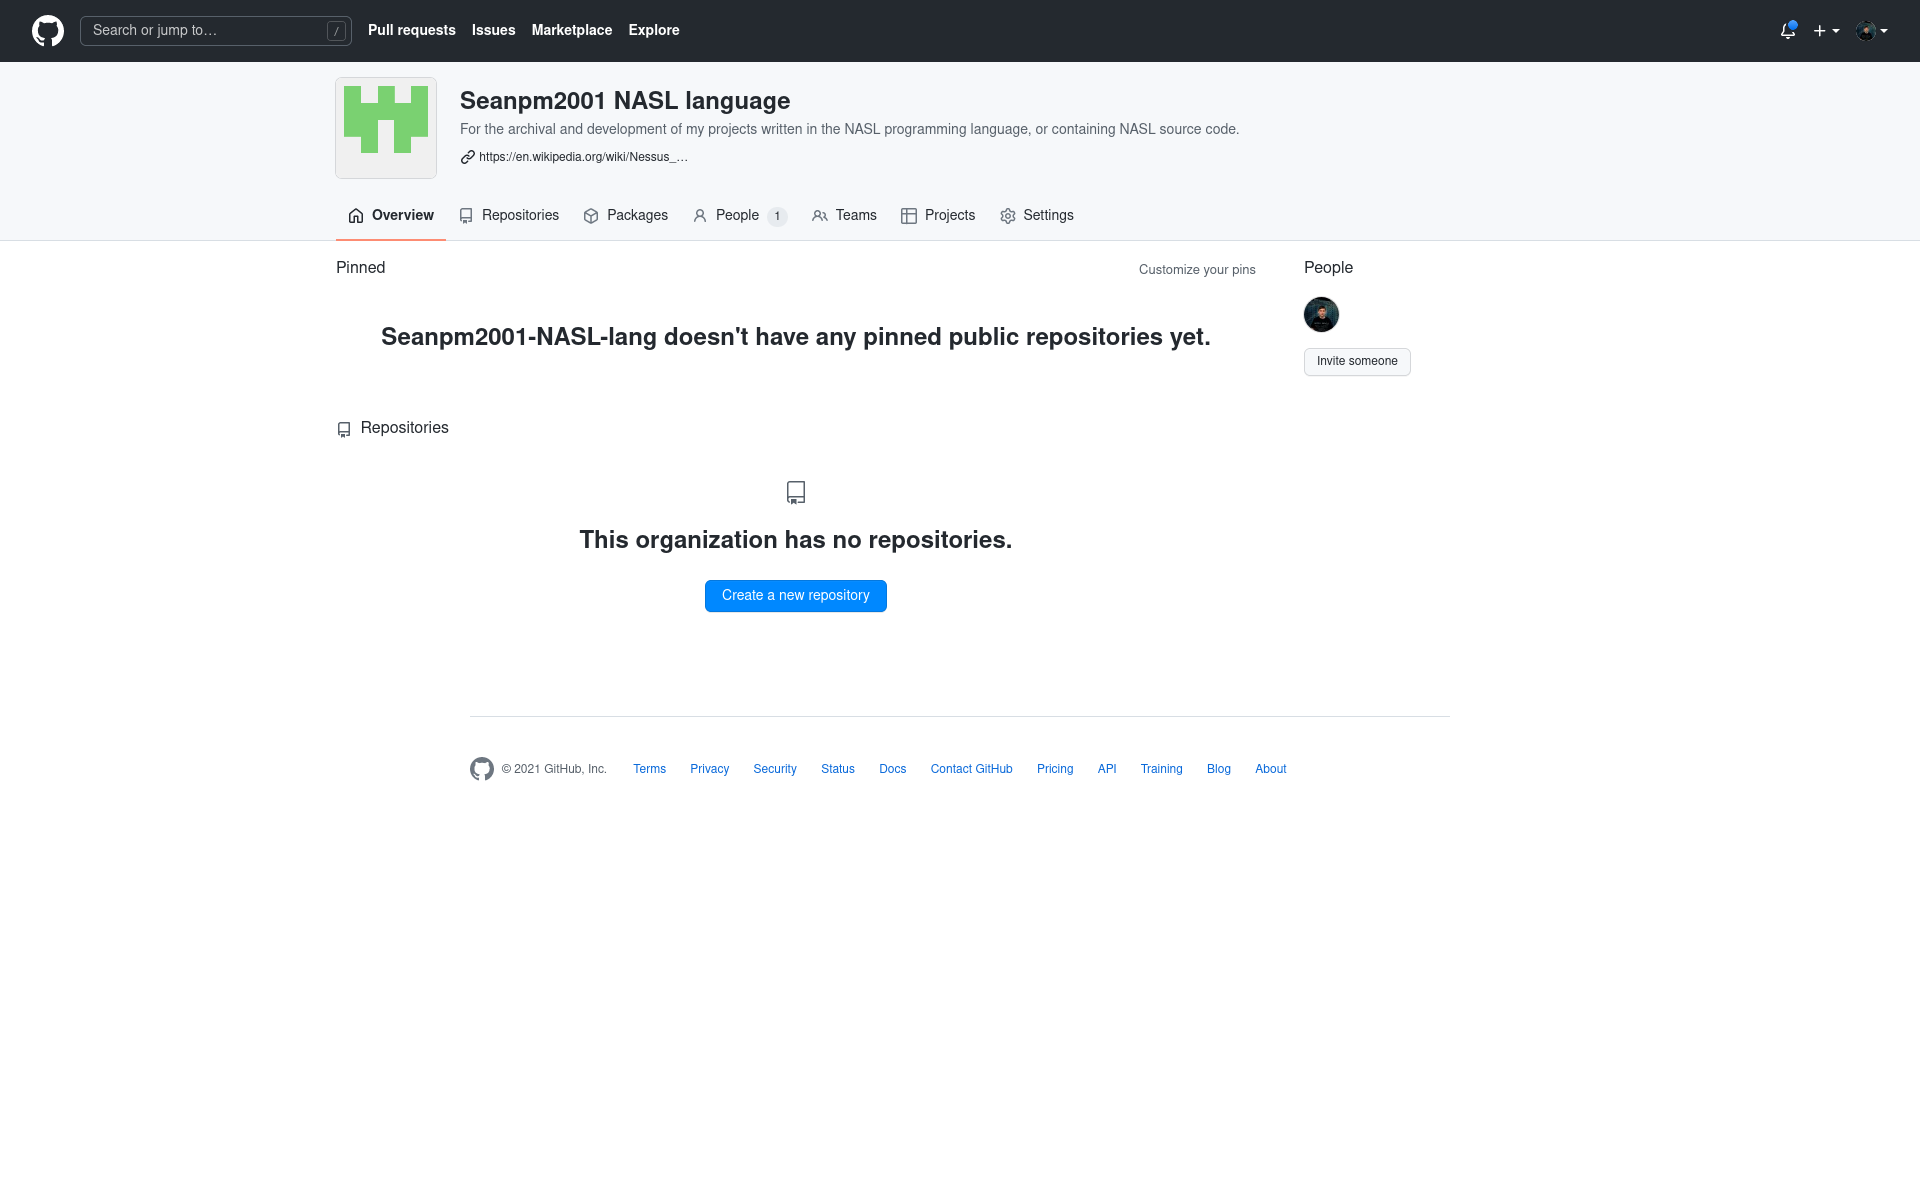 Search or jump to… /
Pull requests
Issues
Marketplace
Explore
Seanpm2001 NASL language
For the archival and development of my projects written in the NASL programming language, or containing NASL source code.
https://en.wikipedia.org/wiki/Nessus_…
Overview
Repositories
Packages
People 1
Teams
Projects
Settings
Pinned
Customize your pins
Seanpm2001-NASL-lang doesn't have any pinned public repositories yet.
People
Invite someone
Repositories
This organization has no repositories.
Create a new repository
© 2021 GitHub, Inc.
Terms
Privacy
Security
Status
Docs
Contact GitHub
Pricing
API
Training
Blog
About